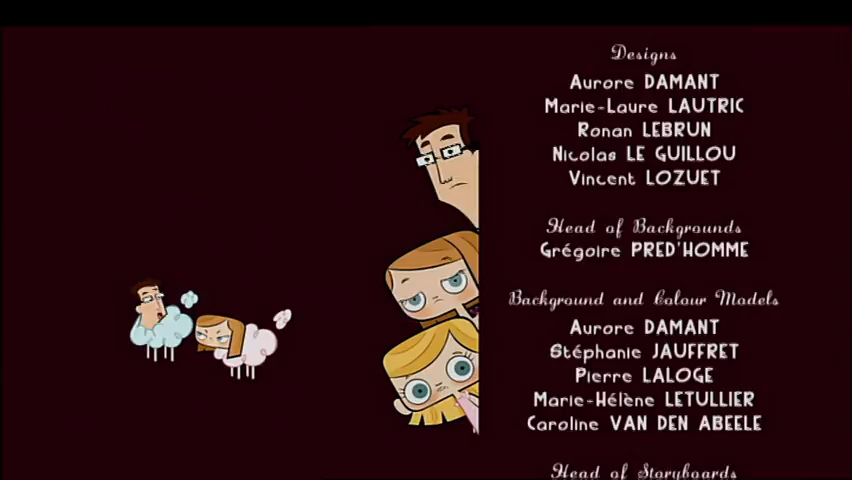 Designs
Aurore DAMANT
Marie-Laure LAUTRIC
Ronan LEBRUN
Nicolas LE GUILLOU
Vincent LOZUET
Head of Backgrounds
Grégoire PRED'HOMME
Background and Colour Models
Aurore DAMANT
Stéphanie JAUFFRET
Pierre LALOGE
Marie-Hélène LETULLIER
Caroline VAN DEN ABEELE
Head of Storyboards